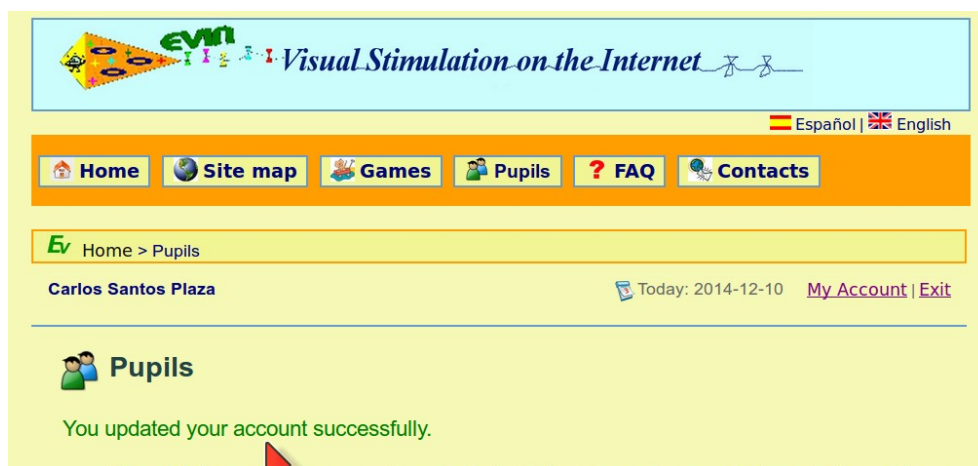 EVIN
Visual Stimulation on the Internet
Español | English
Home Site map Games Pupils ? FAQ Contacts
Ev Home > Pupils
Carlos Santos Plaza Today: 2014-12-10 My Account | Exit
Pupils
You updated your account successfully.